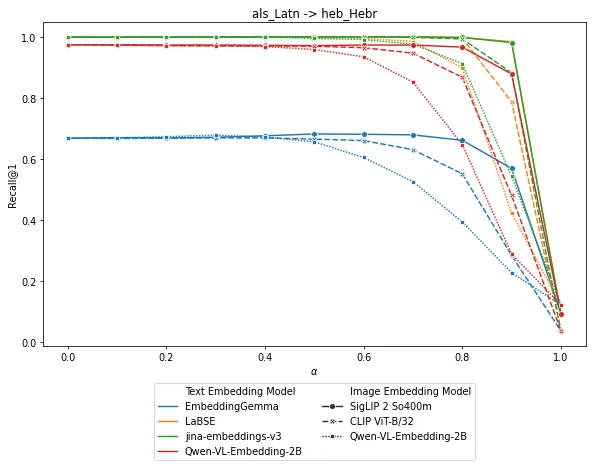 als_Latn -> heb_Hebr
Recall@1
1.0
0.8
0.6
0.4
0.2
0.0
0.0 0.2 0.4 0.6 0.8 1.0
α
Text Embedding Model Image Embedding Model
EmbeddingGemma SigLIP 2 So400m
LaBSE CLIP ViT-B/32
jina-embeddings-v3 Qwen-VL-Embedding-2B
Qwen-VL-Embedding-2B